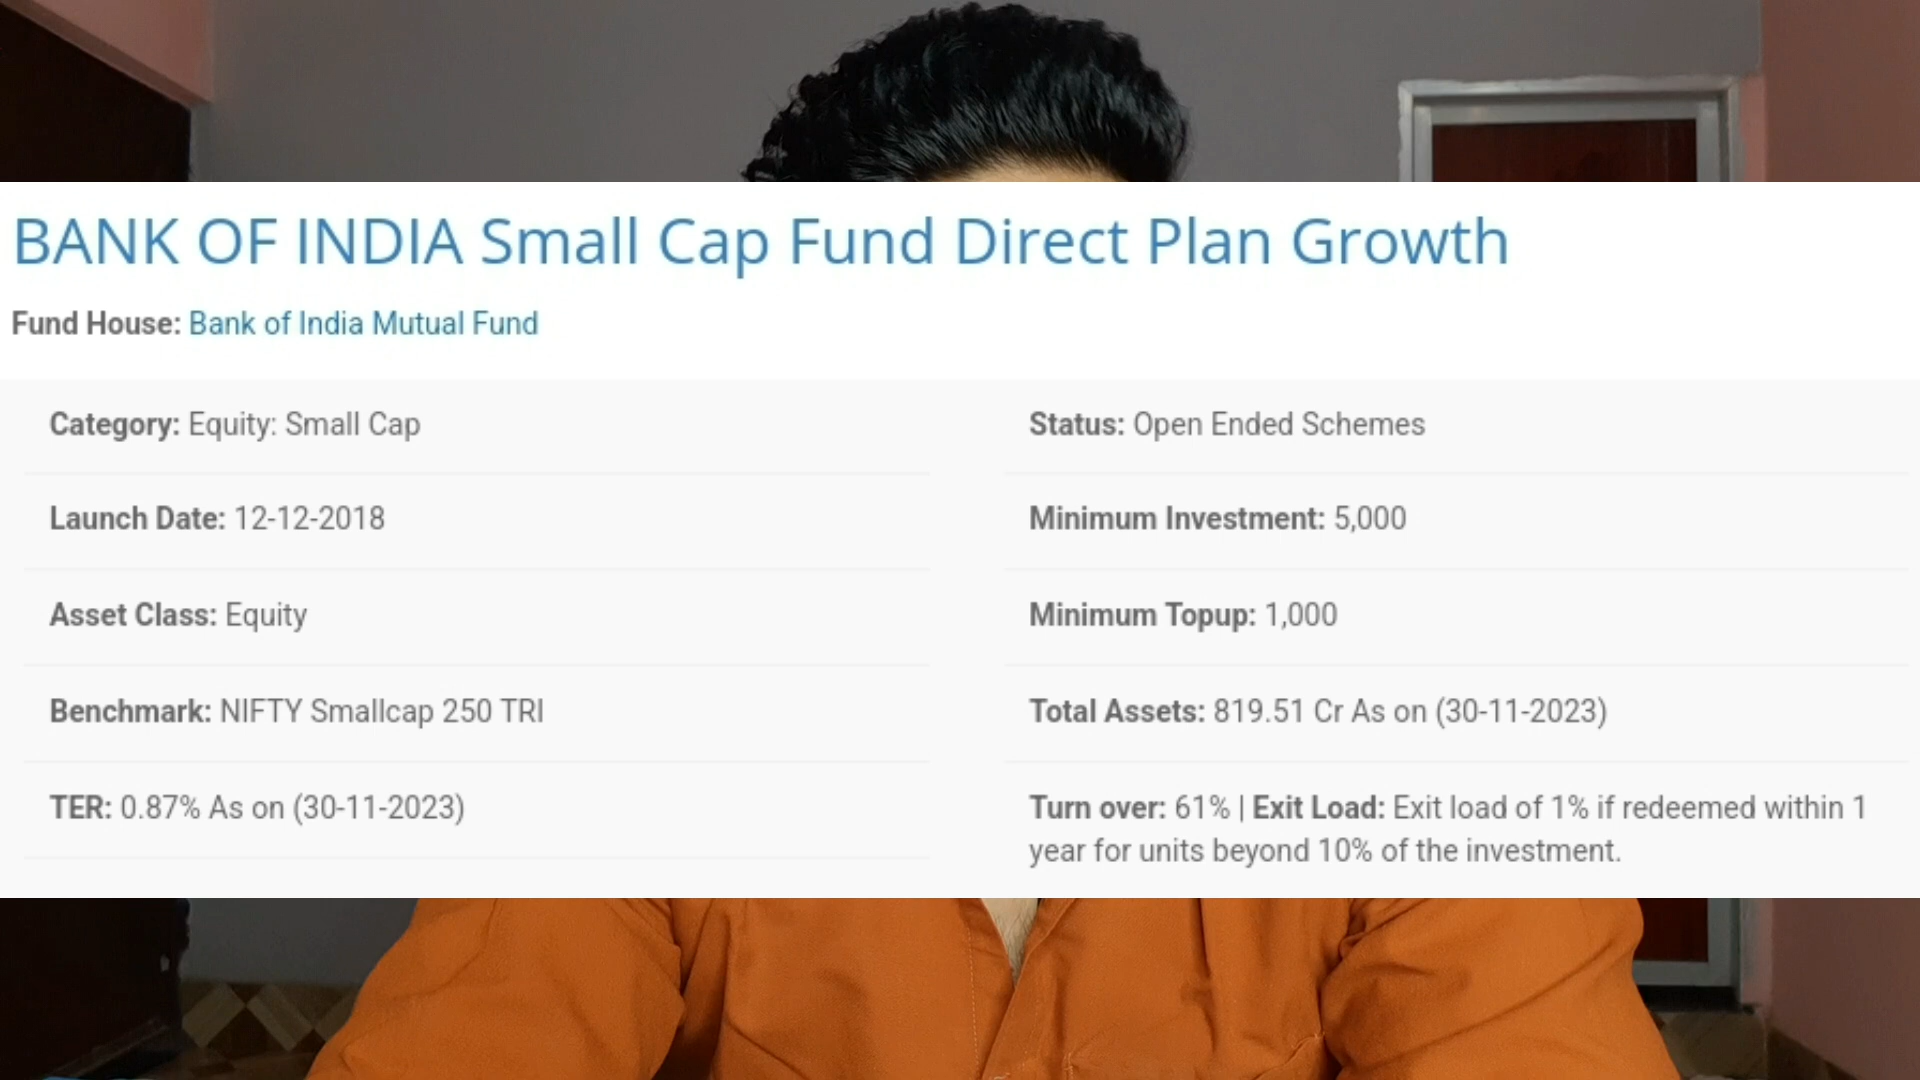 BANK OF INDIA Small Cap Fund Direct Plan Growth
Fund House: Bank of India Mutual Fund
Category: Equity: Small Cap
Status: Open Ended Schemes
Launch Date: 12-12-2018
Minimum Investment: 5,000
Asset Class: Equity
Minimum Topup: 1,000
Benchmark: NIFTY Smallcap 250 TRI
Total Assets: 819.51 Cr As on (30-11-2023)
TER: 0.87% As on (30-11-2023)
Turn over: 61% | Exit Load: Exit load of 1% if redeemed within 1
year for units beyond 10% of the investment.